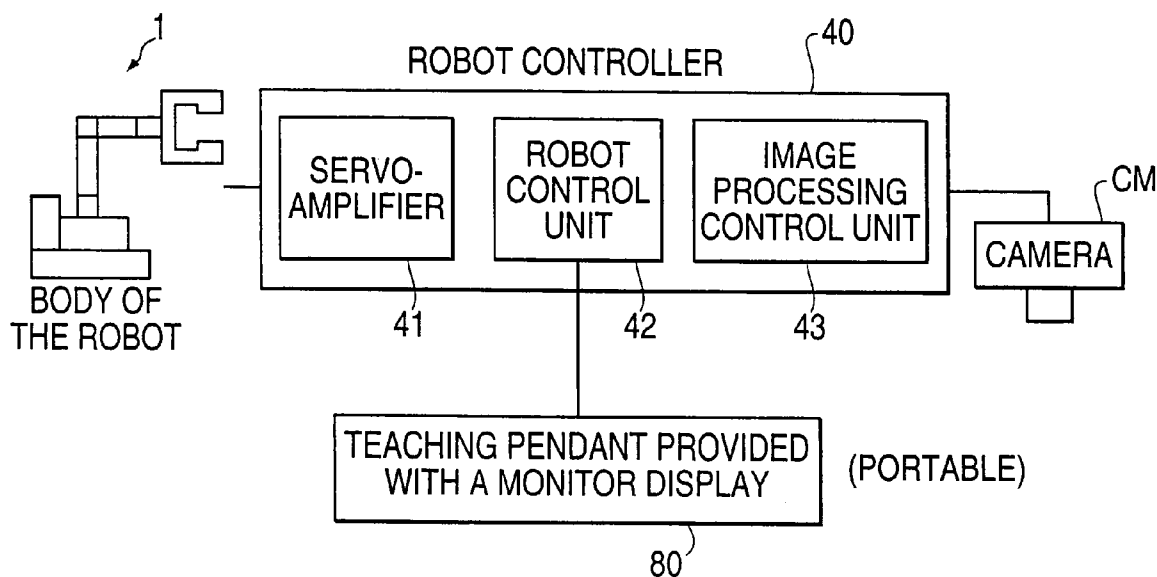 1
40
ROBOT CONTROLLER
SERVO-
AMPLIFIER
ROBOT
CONTROL
UNIT
IMAGE
PROCESSING
CONTROL UNIT
CM
CAMERA
BODY OF
THE ROBOT
41
42
43
TEACHING PENDANT PROVIDED
WITH A MONITOR DISPLAY
(PORTABLE)
80